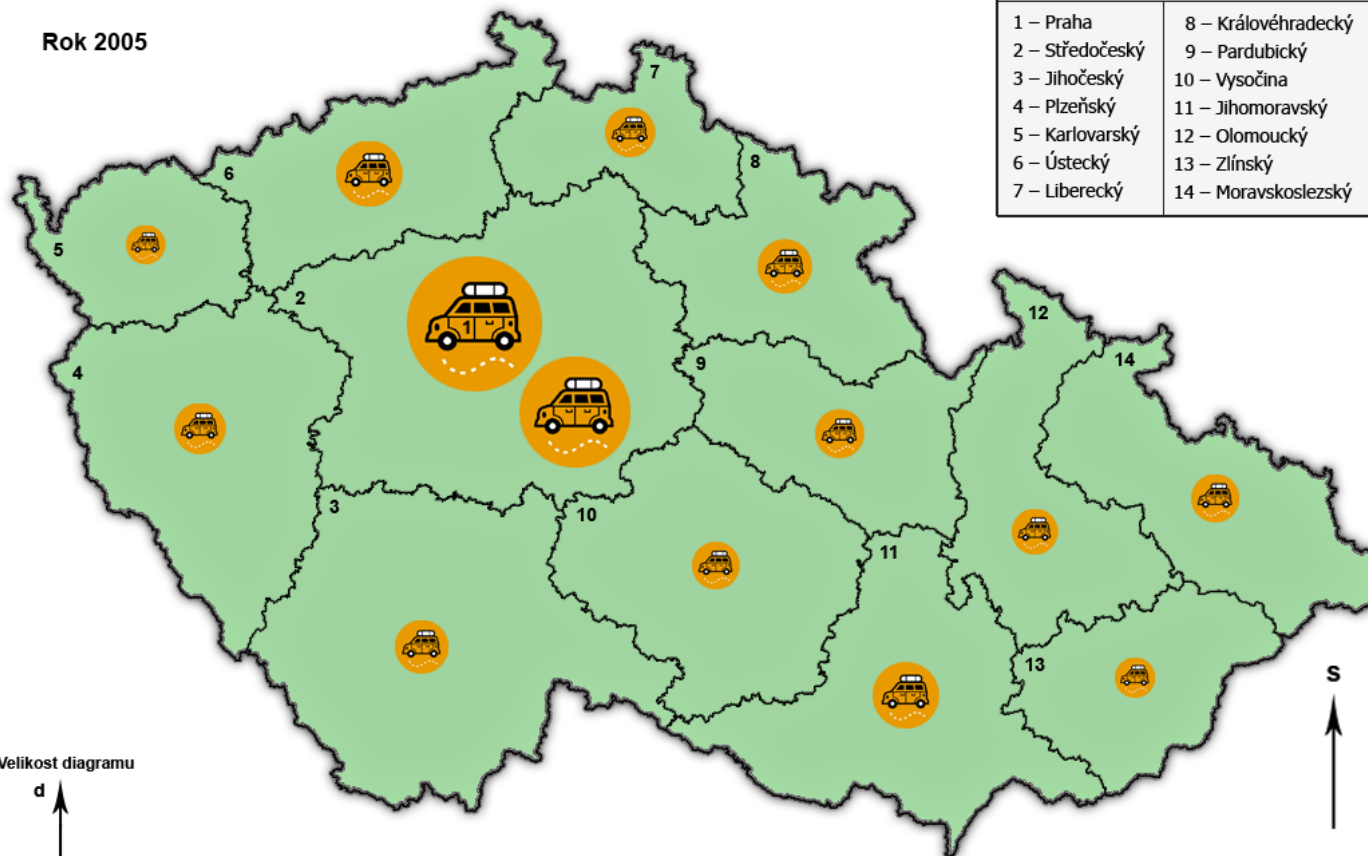 Rok 2005
1 – Praha
2 – Středočeský
3 – Jihočeský
4 – Plzeňský
5 – Karlovarský
6 – Ústecký
7 – Liberecký
8 – Královéhradecký
9 – Pardubický
10 – Vysočina
11 – Jihomoravský
12 – Olomoucký
13 – Zlínský
14 – Moravskoslezský
7
8
6
5
2
12
1
14
4
9
3
10
11
13
S
Velikost diagramu
d